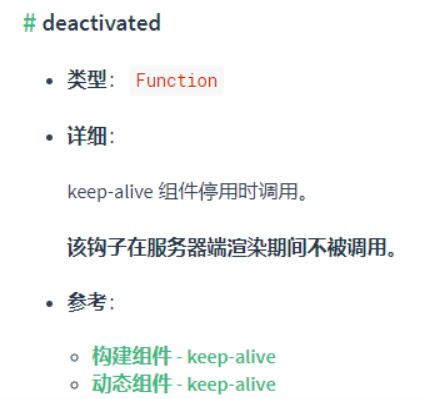 # deactivated
类型： Function
详细：
keep-alive 组件停用时调用。
该钩子在服务器端渲染期间不被调用。
参考：
构建组件 - keep-alive
动态组件 - keep-alive